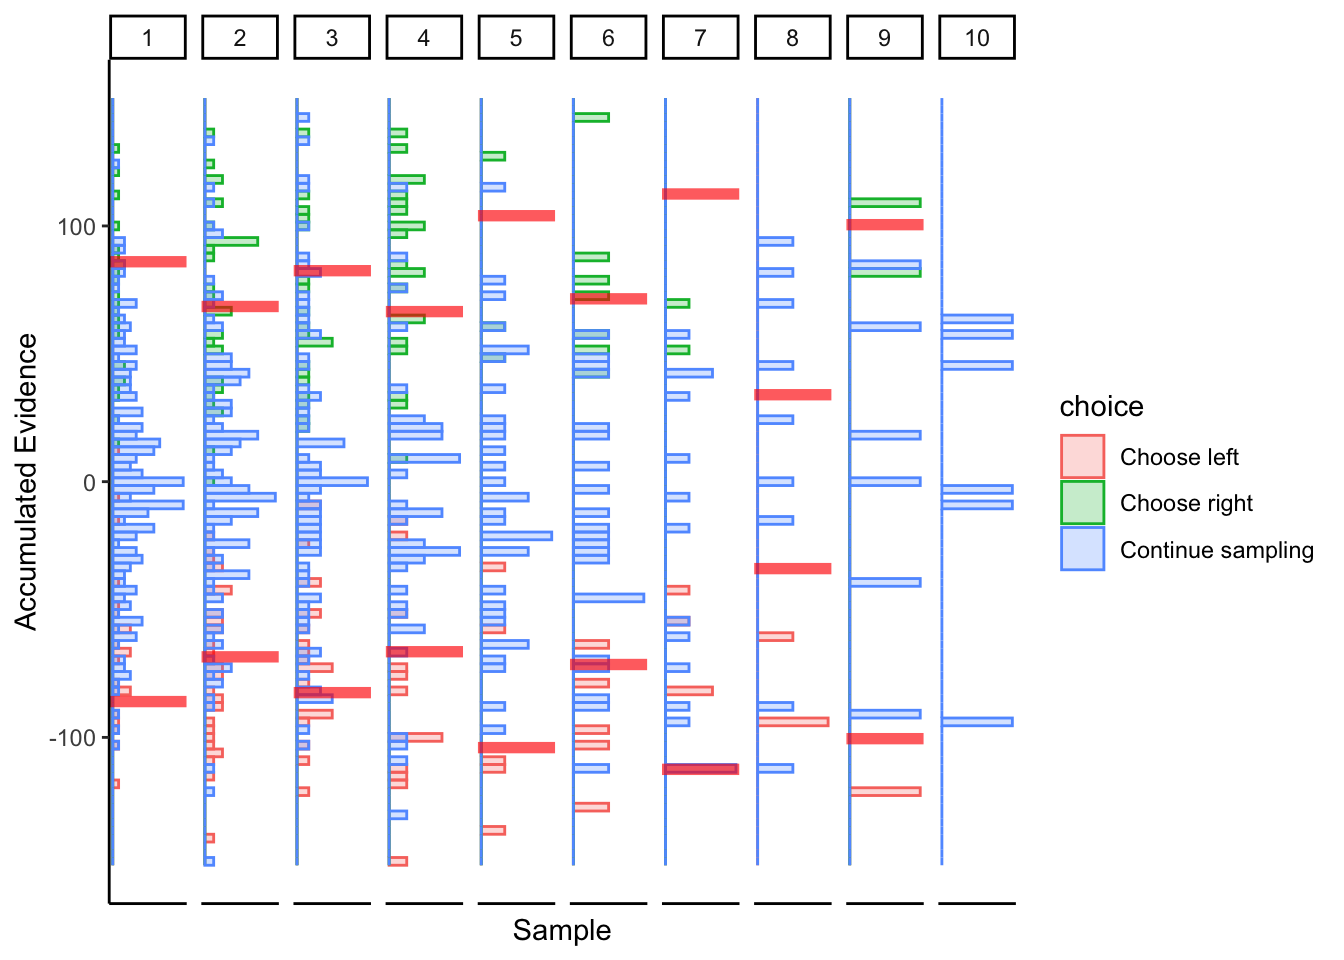 1 2 3 4 5 6 7 8 9 10
100
0
-100
Accumulated Evidence
Sample
choice
Choose left
Choose right
Continue sampling